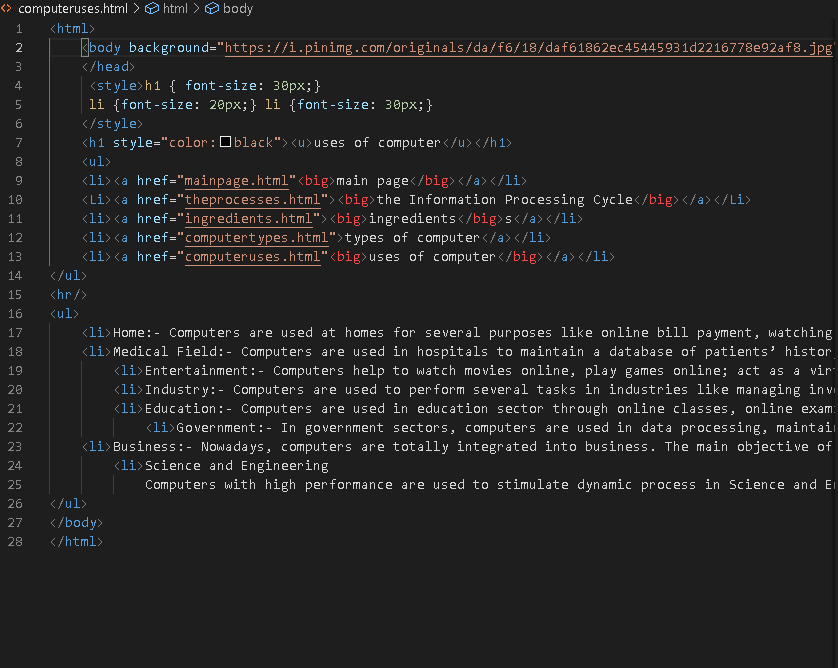 computeruses.html > html > body
1 <html>
2 <body background="https://i.pinimg.com/originals/da/f6/18/daf61862ec45445931d2216778e92af8.jpg"
3 </head>
4 <style>h1 { font-size: 30px;}
5 li {font-size: 20px;} li {font-size: 30px;}
6 </style>
7 <h1 style="color:black"><u>uses of computer</u></h1>
8 <ul>
9 <li><a href="mainpage.html"<big>main page</big></a></li>
10 <Li><a href="theprocesses.html"><big>the Information Processing Cycle</big></a></Li>
11 <li><a href="ingredients.html"><big>ingredients</big>s</a></li>
12 <li><a href="computertypes.html">types of computer</a></li>
13 <li><a href="computeruses.html"<big>uses of computer</big></a></li>
14 </ul>
15 <hr/>
16 <ul>
17 <li>Home:- Computers are used at homes for several purposes like online bill payment, watching
18 <li>Medical Field:- Computers are used in hospitals to maintain a database of patients’ histor
19 <li>Entertainment:- Computers help to watch movies online, play games online; act as a vir
20 <li>Industry:- Computers are used to perform several tasks in industries like managing inv
21 <li>Education:- Computers are used in education sector through online classes, online exam
22 <li>Government:- In government sectors, computers are used in data processing, maintai
23 <li>Business:- Nowadays, computers are totally integrated into business. The main objective of
24 <li>Science and Engineering
25 Computers with high performance are used to stimulate dynamic process in Science and E
26 </ul>
27 </body>
28 </html>